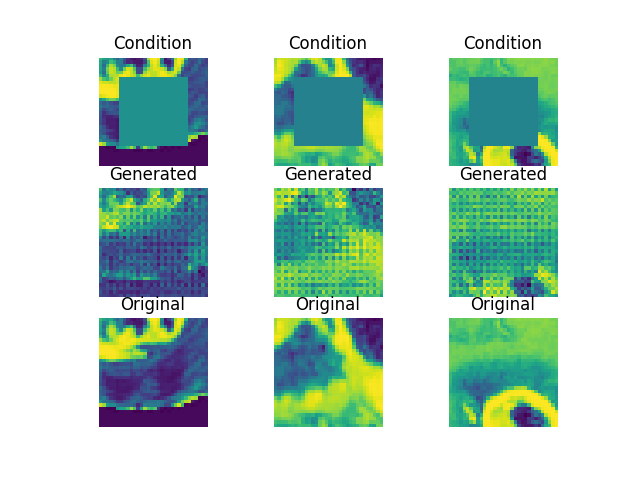 Condition Condition Condition
Generated Generated Generated
Original Original Original